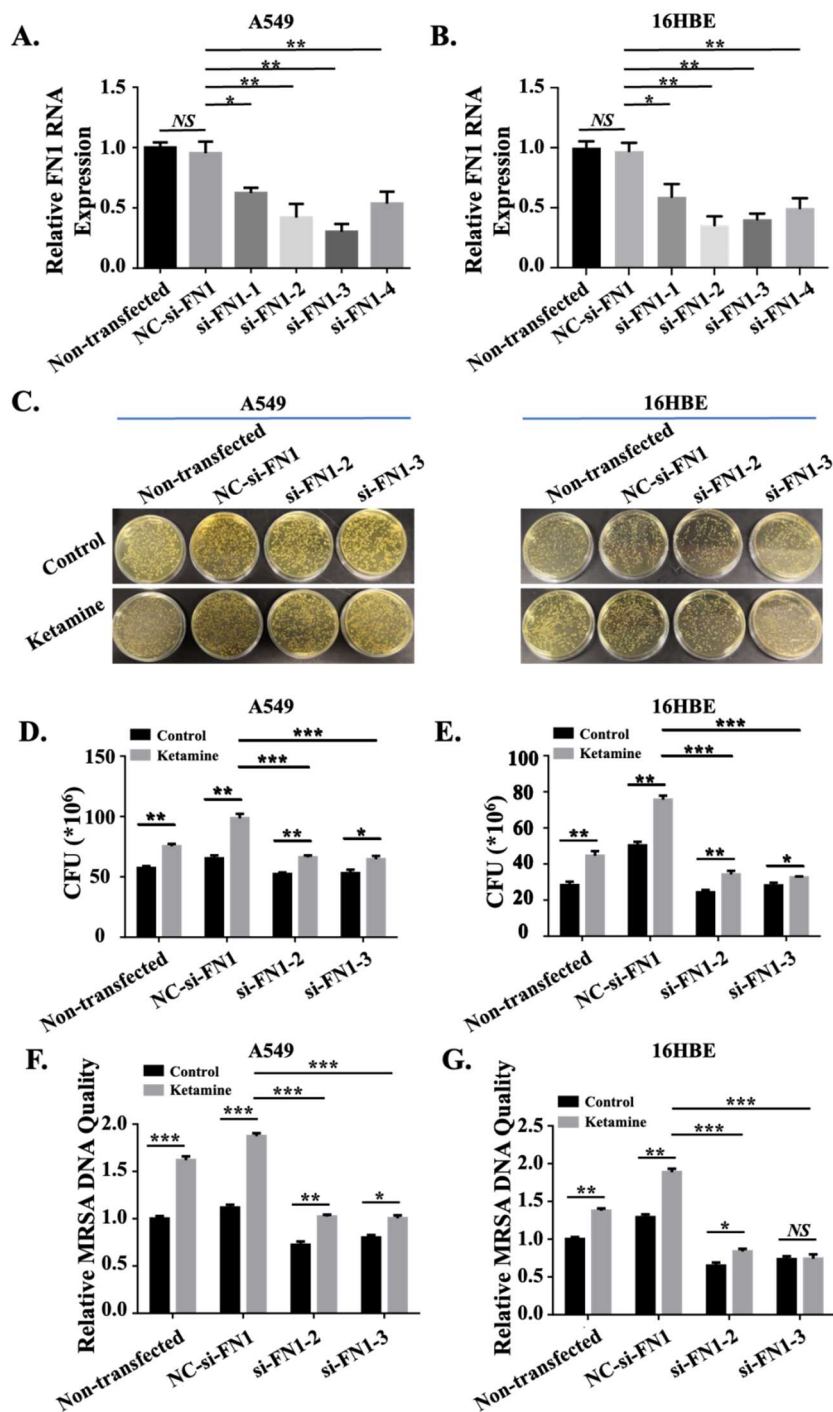 A.
A549
Relative FN1 RNA
Expression
1.5
1.0
0.5
0.0
NS
*
**
**
**
Non-transfected
NC-si-FN1
si-FN1-1
si-FN1-2
si-FN1-3
si-FN1-4
B.
16HBE
Relative FN1 RNA
Expression
1.5
1.0
0.5
0.0
NS
*
**
**
**
Non-transfected
NC-si-FN1
si-FN1-1
si-FN1-2
si-FN1-3
si-FN1-4
C.
A549
Non-transfected
NC-si-FN1
si-FN1-2
si-FN1-3
Control
Ketamine
16HBE
Non-transfected
NC-si-FN1
si-FN1-2
si-FN1-3
D.
A549
Control
Ketamine
CFU (*10⁶)
150
100
50
0
**
**
**
*
***
***
Non-transfected
NC-si-FN1
si-FN1-2
si-FN1-3
E.
16HBE
Control
Ketamine
CFU (*10⁶)
100
80
60
40
20
0
**
**
**
*
***
***
Non-transfected
NC-si-FN1
si-FN1-2
si-FN1-3
F.
A549
Control
Ketamine
Relative MRSA DNA Quality
2.0
1.5
1.0
0.5
0.0
***
***
**
*
***
***
Non-transfected
NC-si-FN1
si-FN1-2
si-FN1-3
G.
16HBE
Control
Ketamine
Relative MRSA DNA Quality
2.5
2.0
1.5
1.0
0.5
0.0
**
**
*
NS
***
***
Non-transfected
NC-si-FN1
si-FN1-2
si-FN1-3